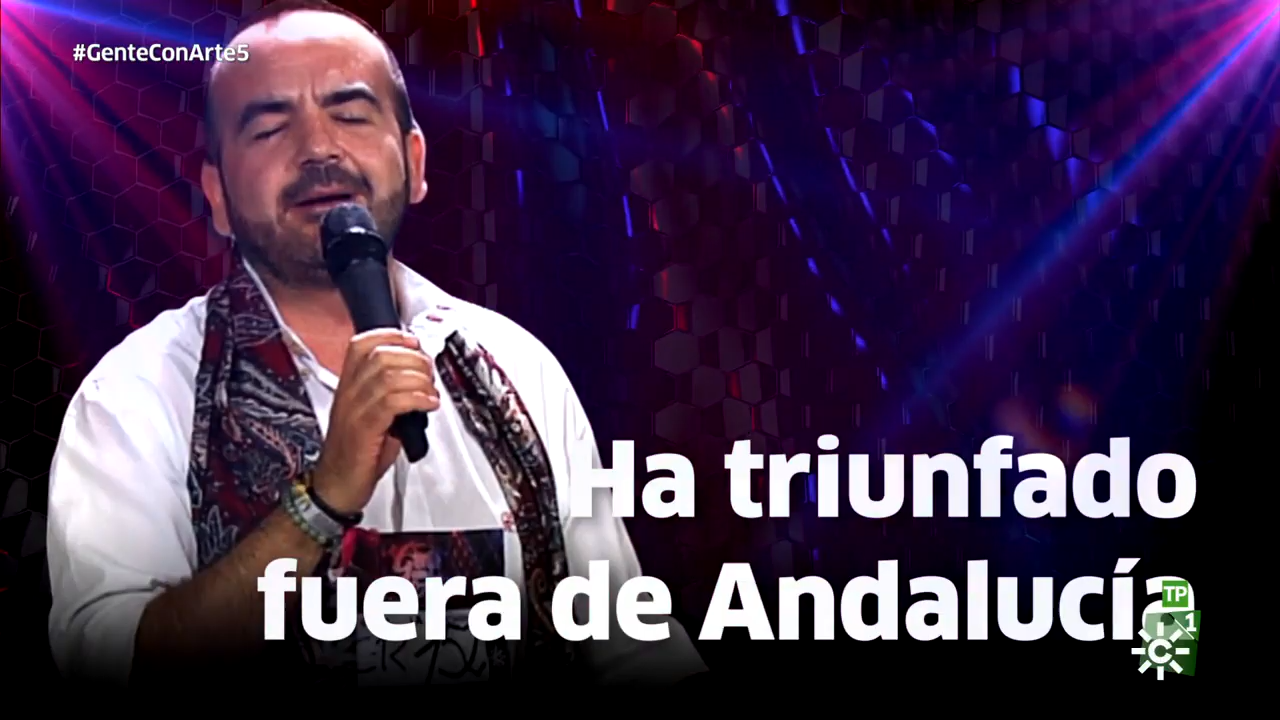 #GenteConArte5
Ha triunfado
fuera de Andalucía
TP
1
C